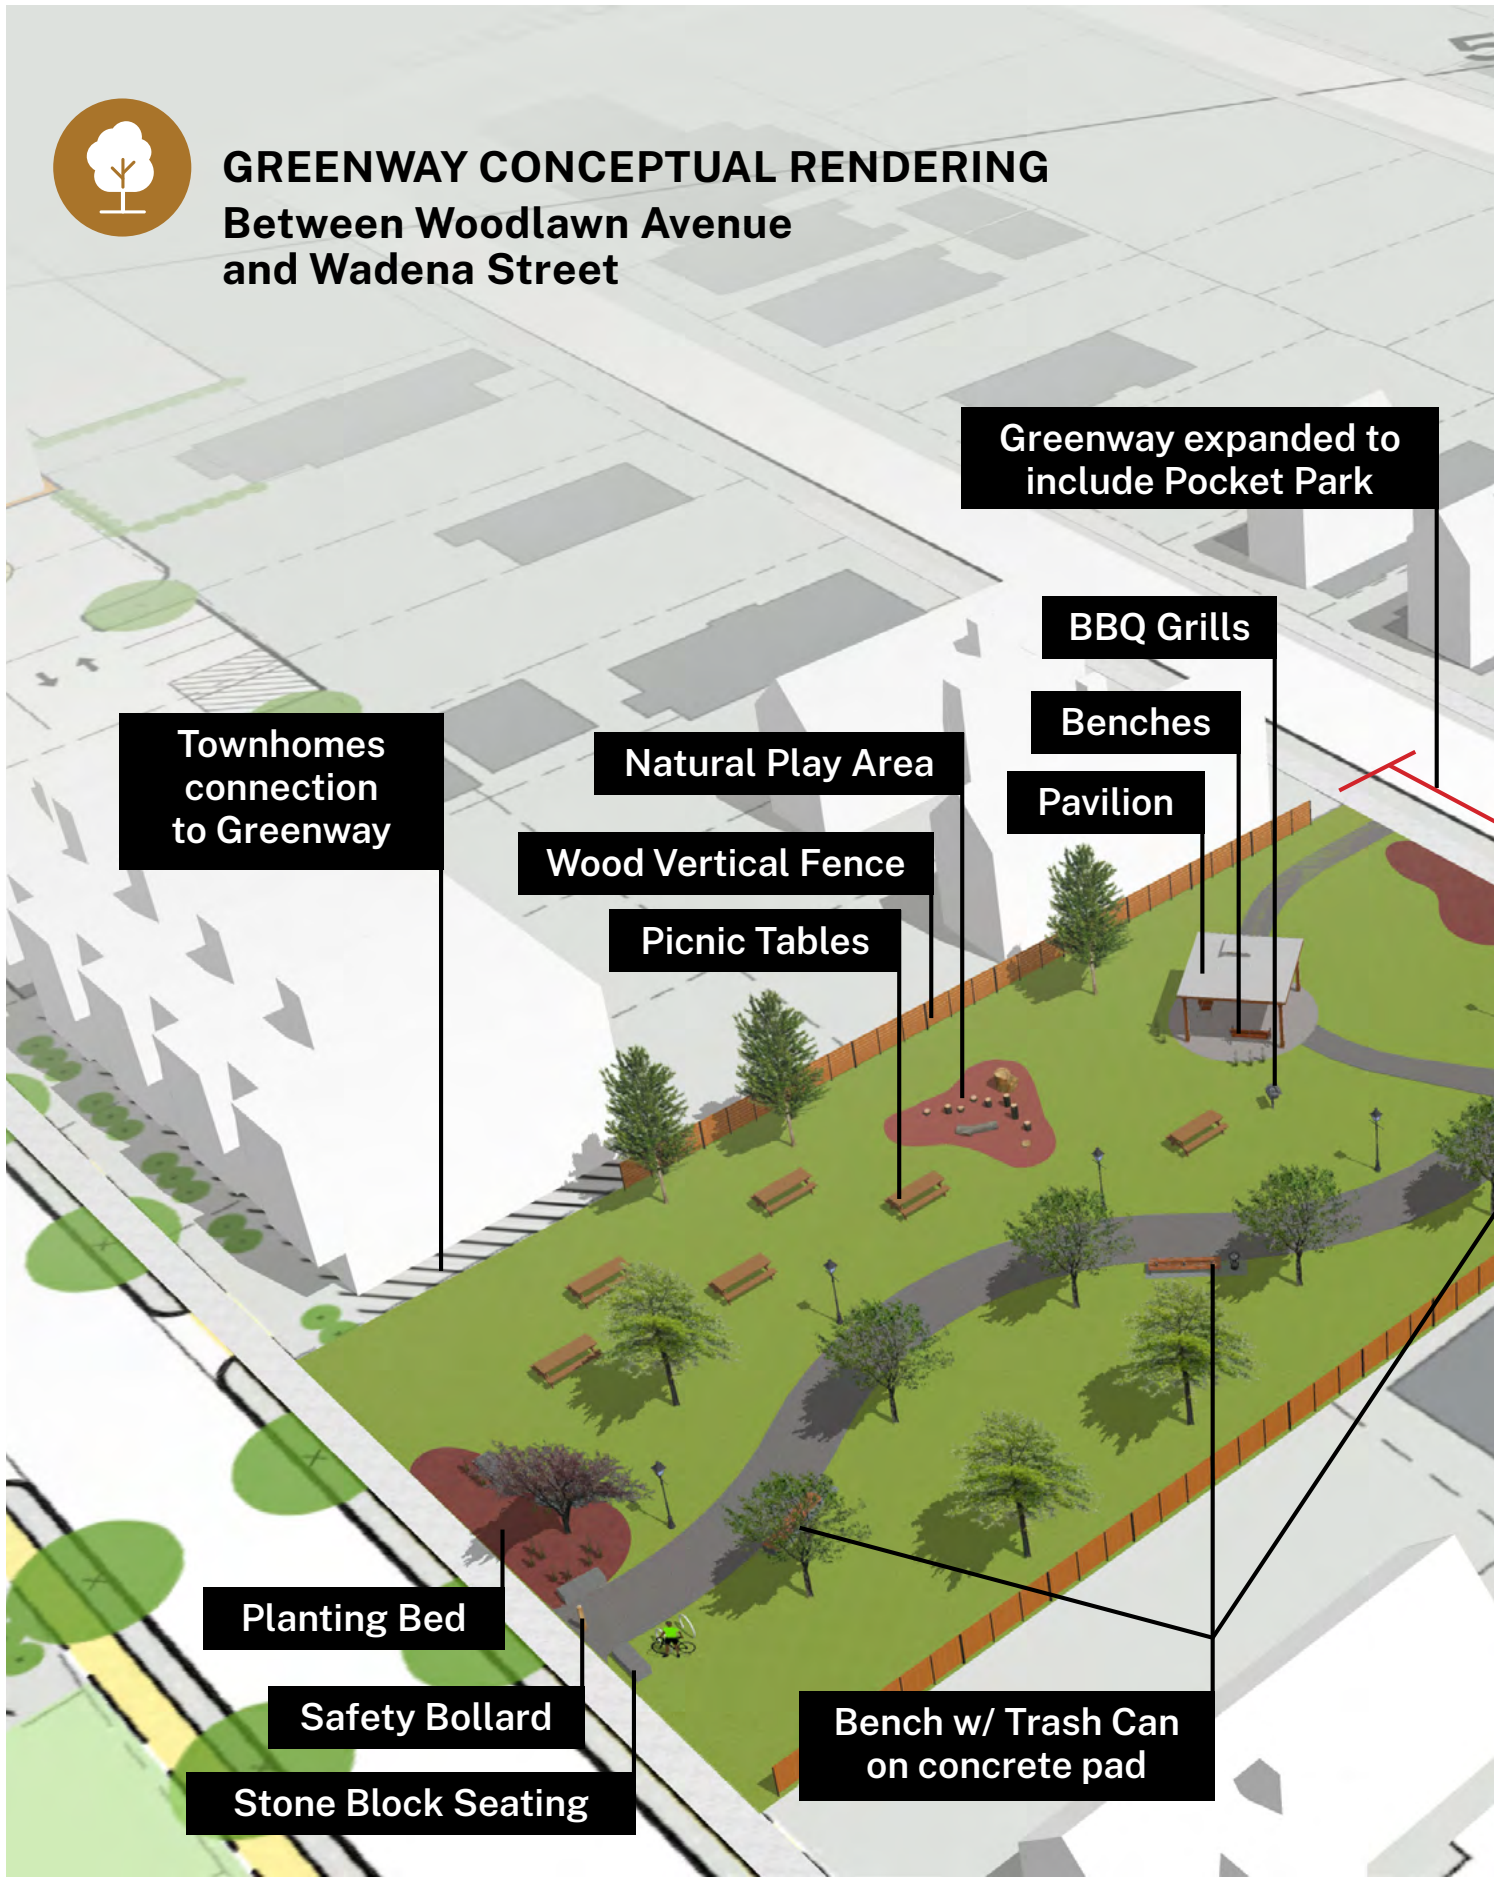 5
GREENWAY CONCEPTUAL RENDERING
Between Woodlawn Avenue
and Wadena Street
Greenway expanded to
include Pocket Park
BBQ Grills
Benches
Townhomes
connection
to Greenway
Natural Play Area
Pavilion
Wood Vertical Fence
Picnic Tables
Planting Bed
Safety Bollard
Bench w/ Trash Can
on concrete pad
Stone Block Seating